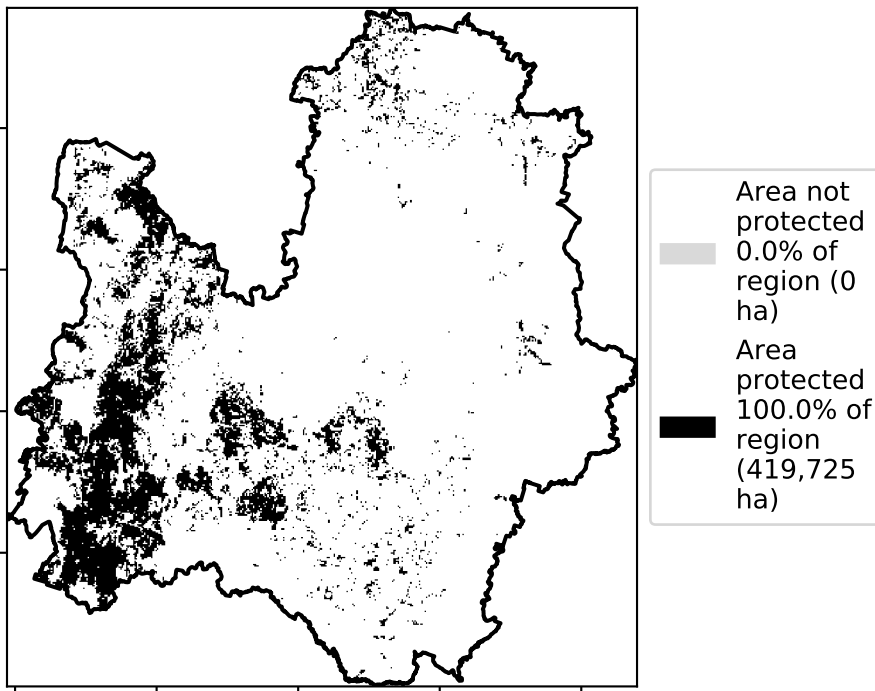 Area not
protected
0.0% of
region (0
ha)
Area
protected
100.0% of
region
(419,725
ha)